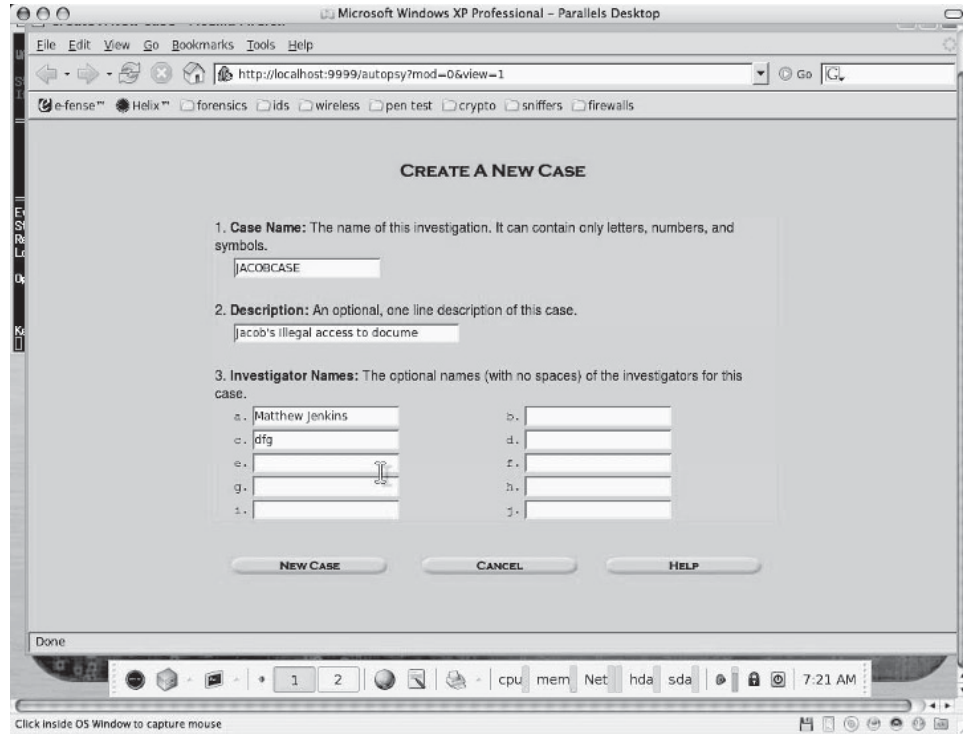 Microsoft Windows XP Professional – Parallels Desktop
File Edit View Go Bookmarks Tools Help
http://localhost:9999/autopsy?mod=0&view=1
Go
e-fense™ Helix™ forensics ids wireless pen test crypto sniffers firewalls
CREATE A NEW CASE
1. Case Name: The name of this investigation. It can contain only letters, numbers, and
symbols.
JACOBCASE
2. Description: An optional, one line description of this case.
Jacob's Illegal access to docume
3. Investigator Names: The optional names (with no spaces) of the investigators for this
case.
a. Matthew Jenkins b.
c. dfg d.
e. f.
g. h.
i. j.
NEW CASE CANCEL HELP
Done
1 2 cpu mem Net hda sda 7:21 AM
Click inside OS Window to capture mouse